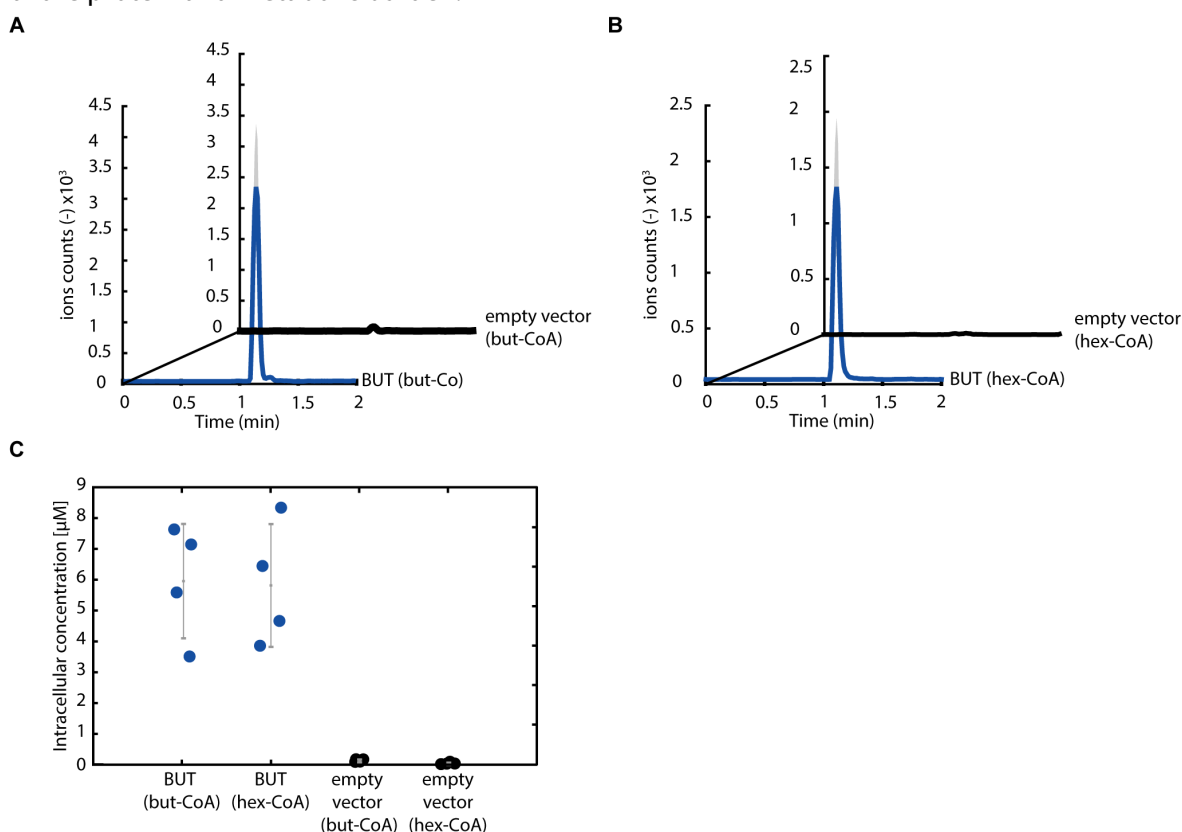 A
4.5
4
3.5
3
2.5
2
1.5
1
0.5
0
4.5
4
3.5
3
2.5
2
1.5
1
0.5
0
ions counts (-) x10³
empty vector
(but-CoA)
BUT (but-Co)
0 0.5 1 1.5 2
Time (min)
B
2.5
2
1.5
1
0.5
0
2.5
2
1.5
1
0.5
0
ions counts (-) x10³
empty vector
(hex-CoA)
BUT (hex-CoA)
0 0.5 1 1.5 2
Time (min)
C
9
8
7
6
5
4
3
2
1
0
Intracellular concentration [µM]
BUT
(but-CoA)
BUT
(hex-CoA)
empty
vector
(but-CoA)
empty
vector
(hex-CoA)